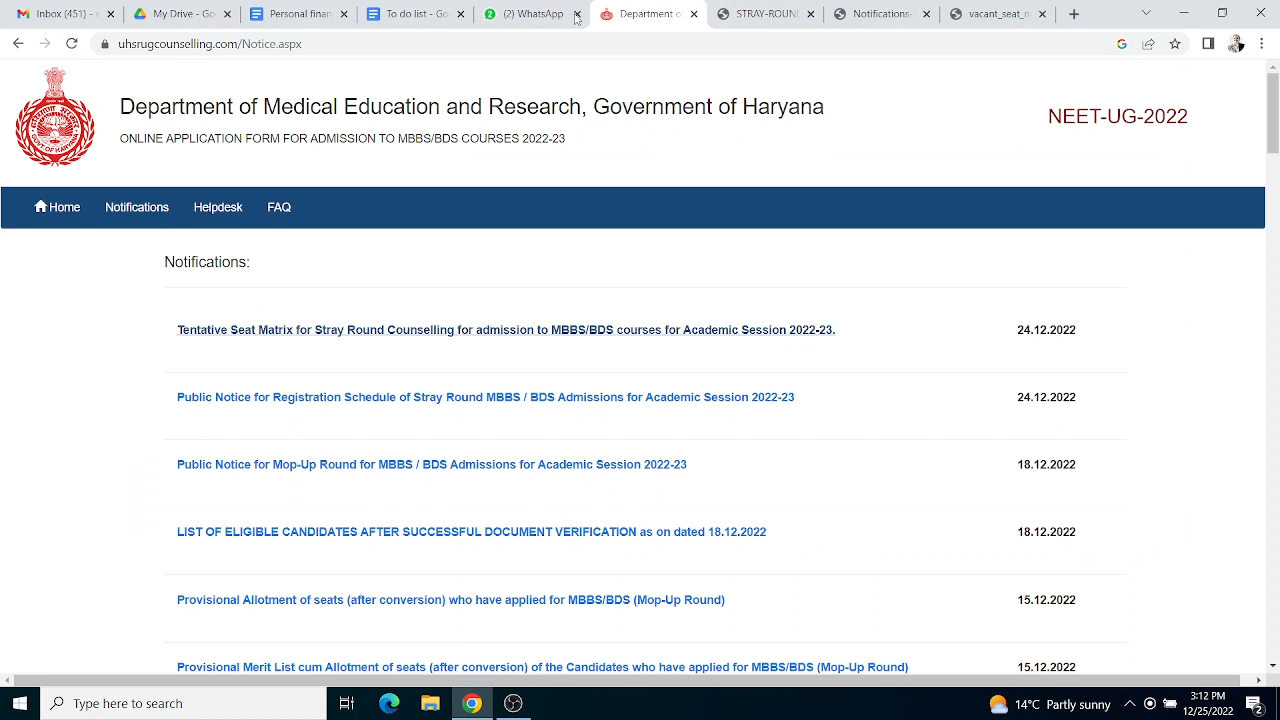 Inbox (451) -
My Drive - Go
Financial mar
To do list - Go
(2) WhatsApp
Department o
STRAY-ROUN
Notifications-
vacant_seat_m
uhsrugcounselling.com/Notice.aspx
Department of Medical Education and Research, Government of Haryana
ONLINE APPLICATION FORM FOR ADMISSION TO MBBS/BDS COURSES 2022-23
NEET-UG-2022
Home
Notifications
Helpdesk
FAQ
Notifications:
Tentative Seat Matrix for Stray Round Counselling for admission to MBBS/BDS courses for Academic Session 2022-23. 24.12.2022
Public Notice for Registration Schedule of Stray Round MBBS / BDS Admissions for Academic Session 2022-23 24.12.2022
Public Notice for Mop-Up Round for MBBS / BDS Admissions for Academic Session 2022-23 18.12.2022
LIST OF ELIGIBLE CANDIDATES AFTER SUCCESSFUL DOCUMENT VERIFICATION as on dated 18.12.2022 18.12.2022
Provisional Allotment of seats (after conversion) who have applied for MBBS/BDS (Mop-Up Round) 15.12.2022
Provisional Merit List cum Allotment of seats (after conversion) of the Candidates who have applied for MBBS/BDS (Mop-Up Round) 15.12.2022
Type here to search
14°C Partly sunny
3:12 PM
12/25/2022
2